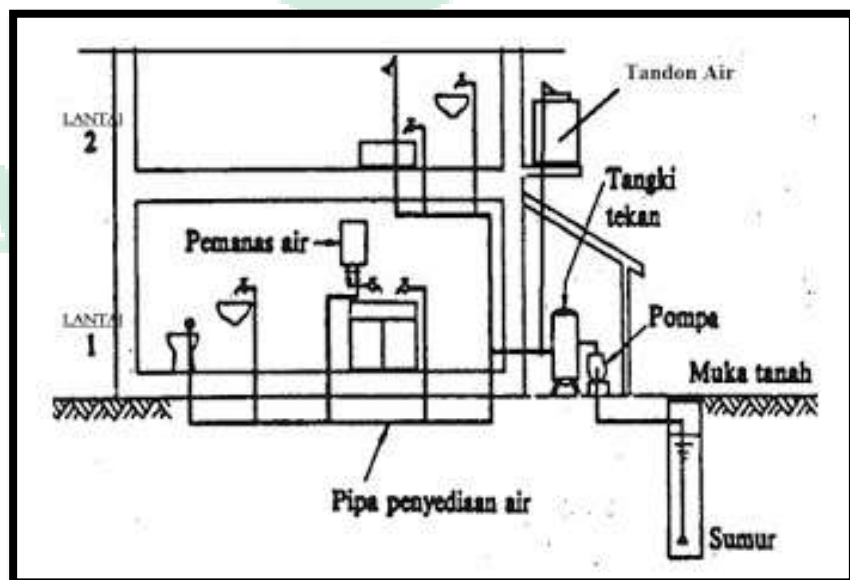 Tandon Air
LANTAI
2
Tangki
tekan
Pemanas air
LANTAI
1
Pompa
Muka tanah
Pipa penyediaan air
Sumur